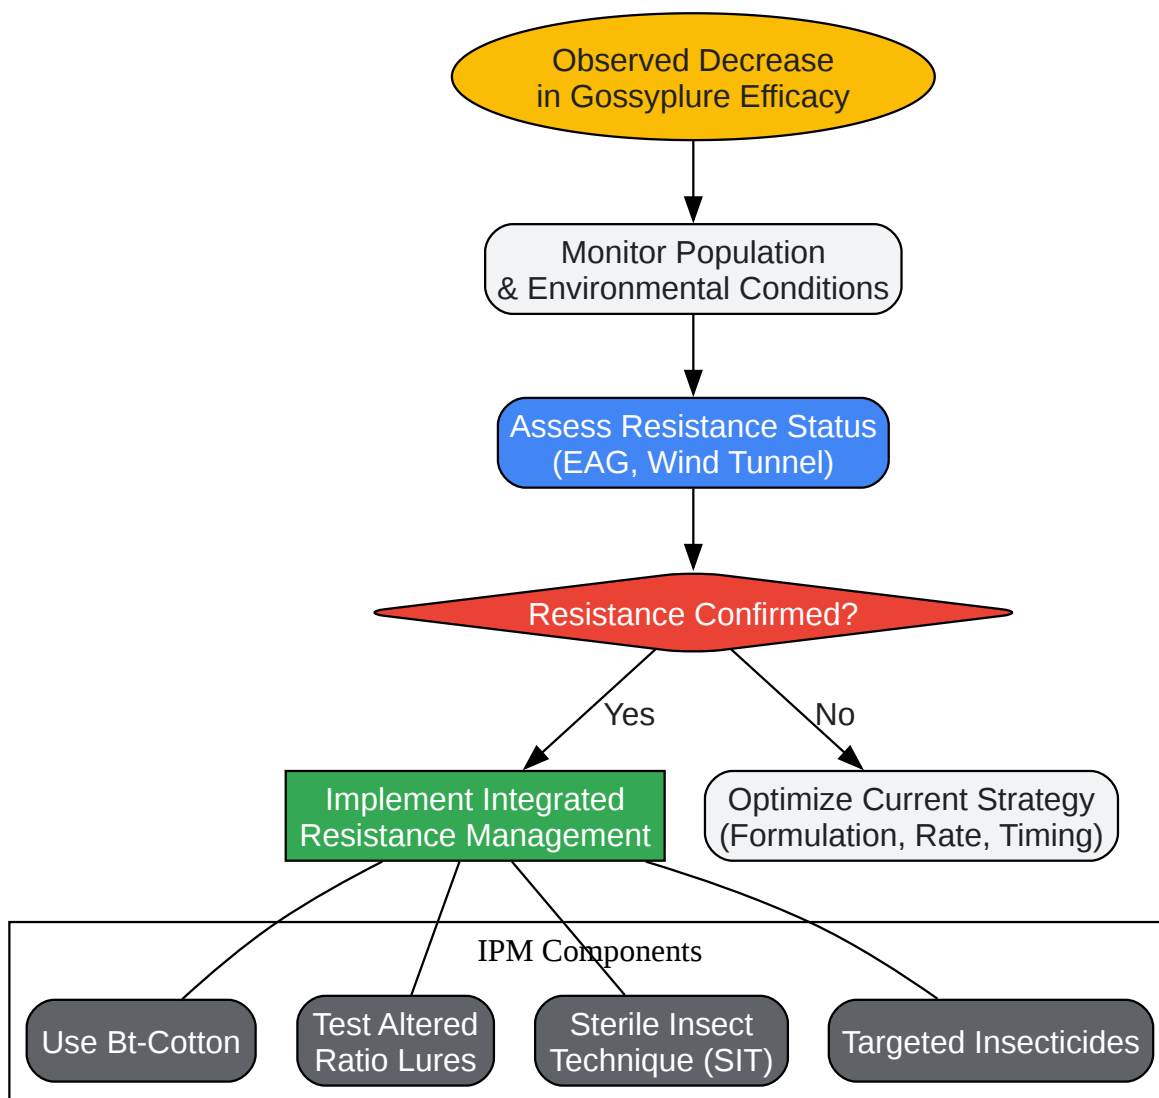 Observed Decrease
in Gossyplure Efficacy
Monitor Population
& Environmental Conditions
Assess Resistance Status
(EAG, Wind Tunnel)
Resistance Confirmed?
Yes
No
Implement Integrated
Resistance Management
Optimize Current Strategy
(Formulation, Rate, Timing)
IPM Components
Use Bt-Cotton
Test Altered
Ratio Lures
Sterile Insect
Technique (SIT)
Targeted Insecticides